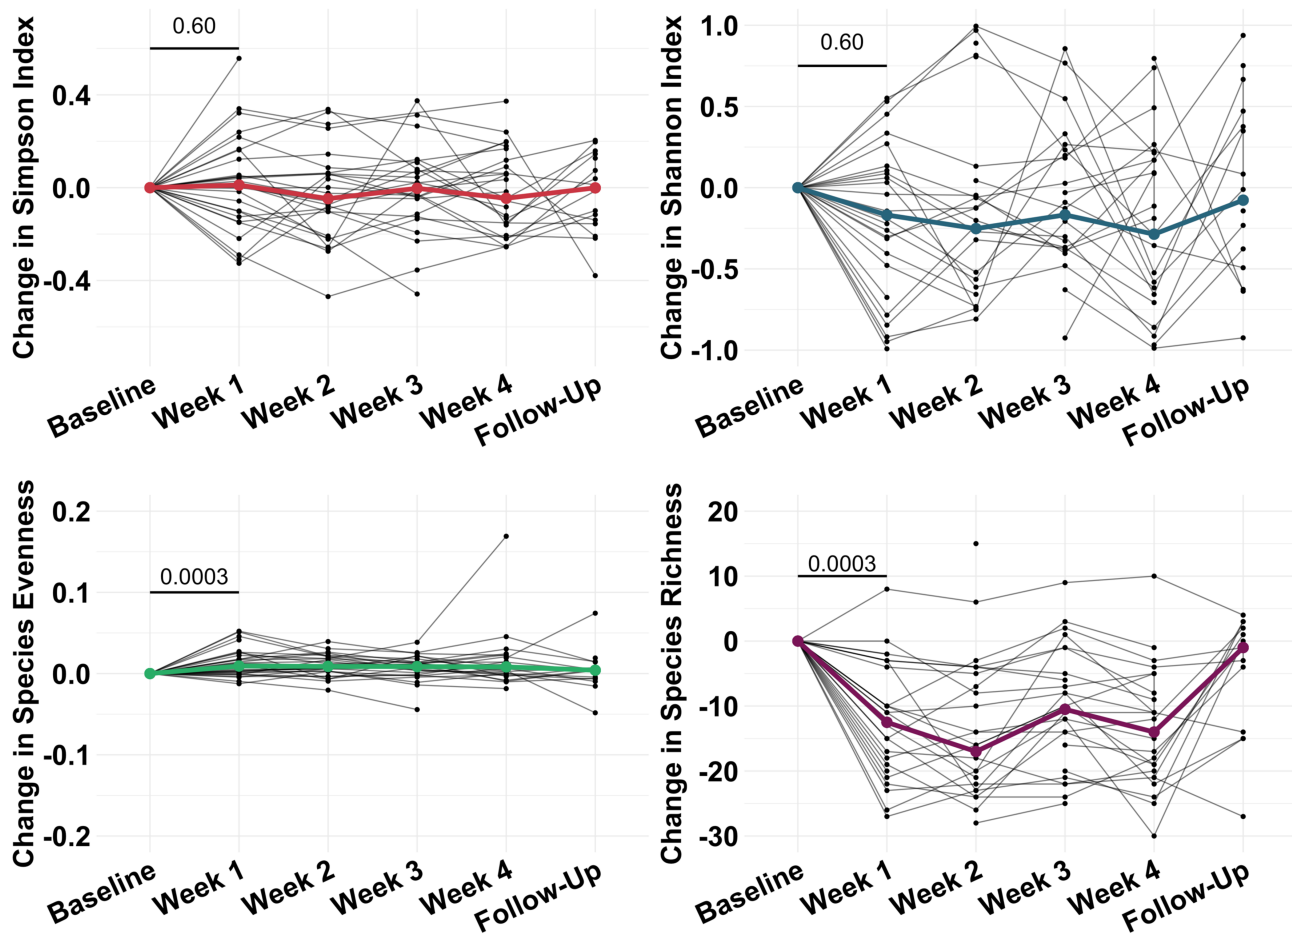 Change in Simpson Index
0.60
0.4
0.0
-0.4
Baseline
Week 1
Week 2
Week 3
Week 4
Follow-Up
Change in Shannon Index
0.60
1.0
0.5
0.0
-0.5
-1.0
Baseline
Week 1
Week 2
Week 3
Week 4
Follow-Up
Change in Species Evenness
0.0003
0.2
0.1
0.0
-0.1
-0.2
Baseline
Week 1
Week 2
Week 3
Week 4
Follow-Up
Change in Species Richness
0.0003
20
10
0
-10
-20
-30
Baseline
Week 1
Week 2
Week 3
Week 4
Follow-Up